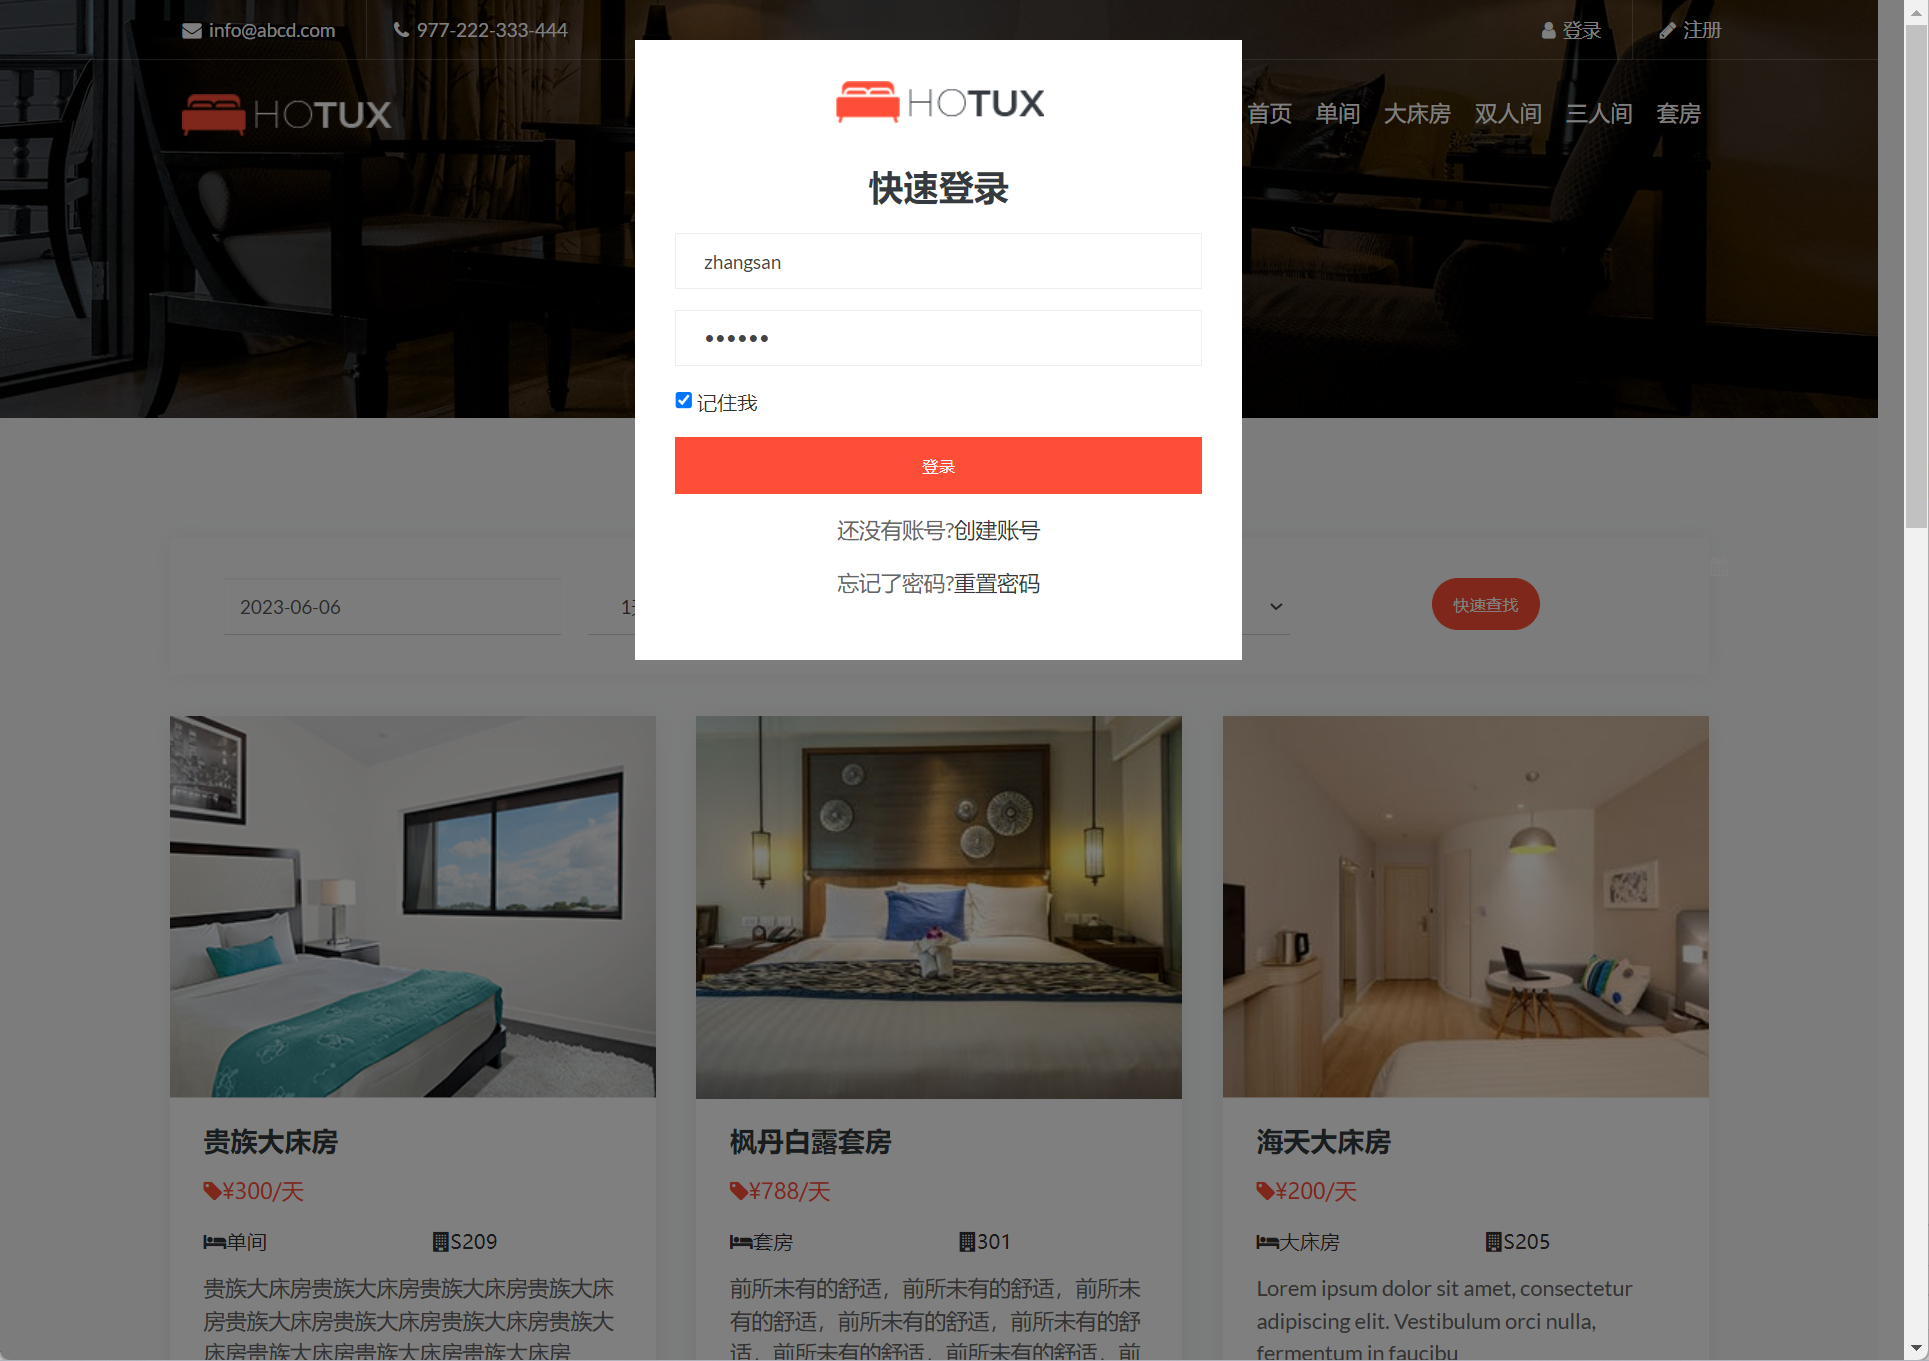 info@abcd.com
977-222-333-444
登录
注册
HOTUX
首页 单间 大床房 双人间 三人间 套房
HOTUX
快速登录
zhangsan
••••••
记住我
登录
还没有账号?创建账号
忘记了密码?重置密码
2023-06-06
1
快速查找
贵族大床房
¥300/天
单间
S209
贵族大床房贵族大床房贵族大床房贵族大床
房贵族大床房贵族大床房贵族大床房贵族大
床房贵族大床房贵族大床房贵族大床房
枫丹白露套房
¥788/天
套房
301
前所未有的舒适，前所未有的舒适，前所未
有的舒适，前所未有的舒适，前所未有的舒
适，前所未有的舒适，前所未有的舒适，前
海天大床房
¥200/天
大床房
S205
Lorem ipsum dolor sit amet, consectetur
adipiscing elit. Vestibulum orci nulla,
fermentum in faucibu